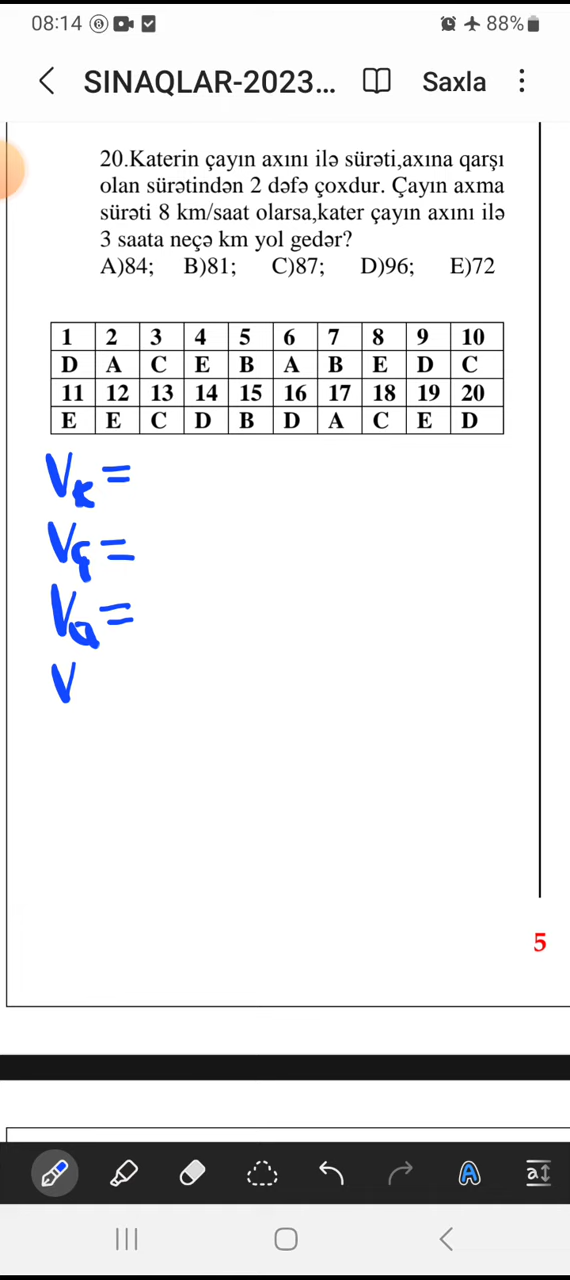 08:14 88%
SINAQLAR-2023... Saxla
20.Katerin çayın axını ilə sürəti,axına qarşı
olan sürətindən 2 dəfə çoxdur. Çayın axma
sürəti 8 km/saat olarsa,kater çayın axını ilə
3 saata neçə km yol gedər?
A)84; B)81; C)87; D)96; E)72
1 2 3 4 5 6 7 8 9 10
D A C E B A B E D C
11 12 13 14 15 16 17 18 19 20
E E C D B D A C E D
Vk=
Vç=
Va=
V
5